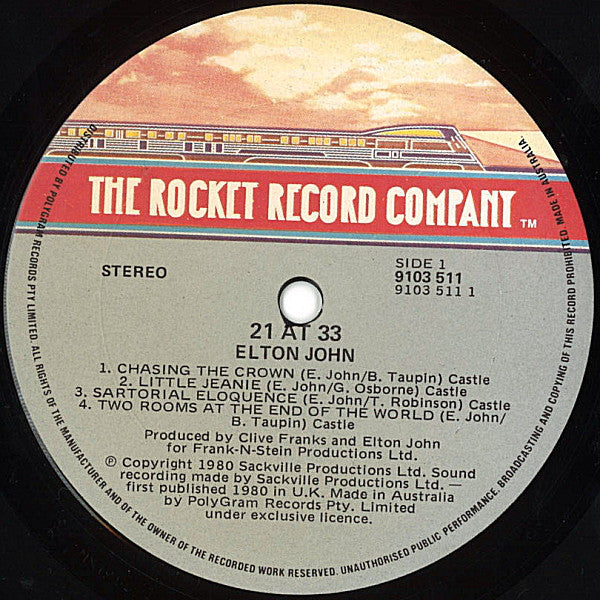 THE ROCKET RECORD COMPANY ™
STEREO
SIDE 1
9103 511
9103 511 1
21 AT 33
ELTON JOHN
1. CHASING THE CROWN (E. John/B. Taupin) Castle
2. LITTLE JEANIE (E. John/G. Osborne) Castle
3. SARTORIAL ELOQUENCE (E. John/T. Robinson) Castle
4. TWO ROOMS AT THE END OF THE WORLD (E. John/
B. Taupin) Castle
Produced by Clive Franks and Elton John
for Frank-N-Stein Productions Ltd.
℗ Copyright 1980 Sackville Productions Ltd. Sound
recording made by Sackville Productions Ltd. —
first published 1980 in U.K. Made in Australia
by PolyGram Records Pty. Limited
under exclusive licence.
DISTRIBUTED BY POLYGRAM RECORDS PTY LIMITED. ALL RIGHTS OF THE MANUFACTURER AND OF THE OWNER OF THE RECORDED WORK RESERVED. UNAUTHORISED PUBLIC PERFORMANCE, BROADCASTING AND COPYING OF THIS RECORD PROHIBITED. MADE IN AUSTRALIA.